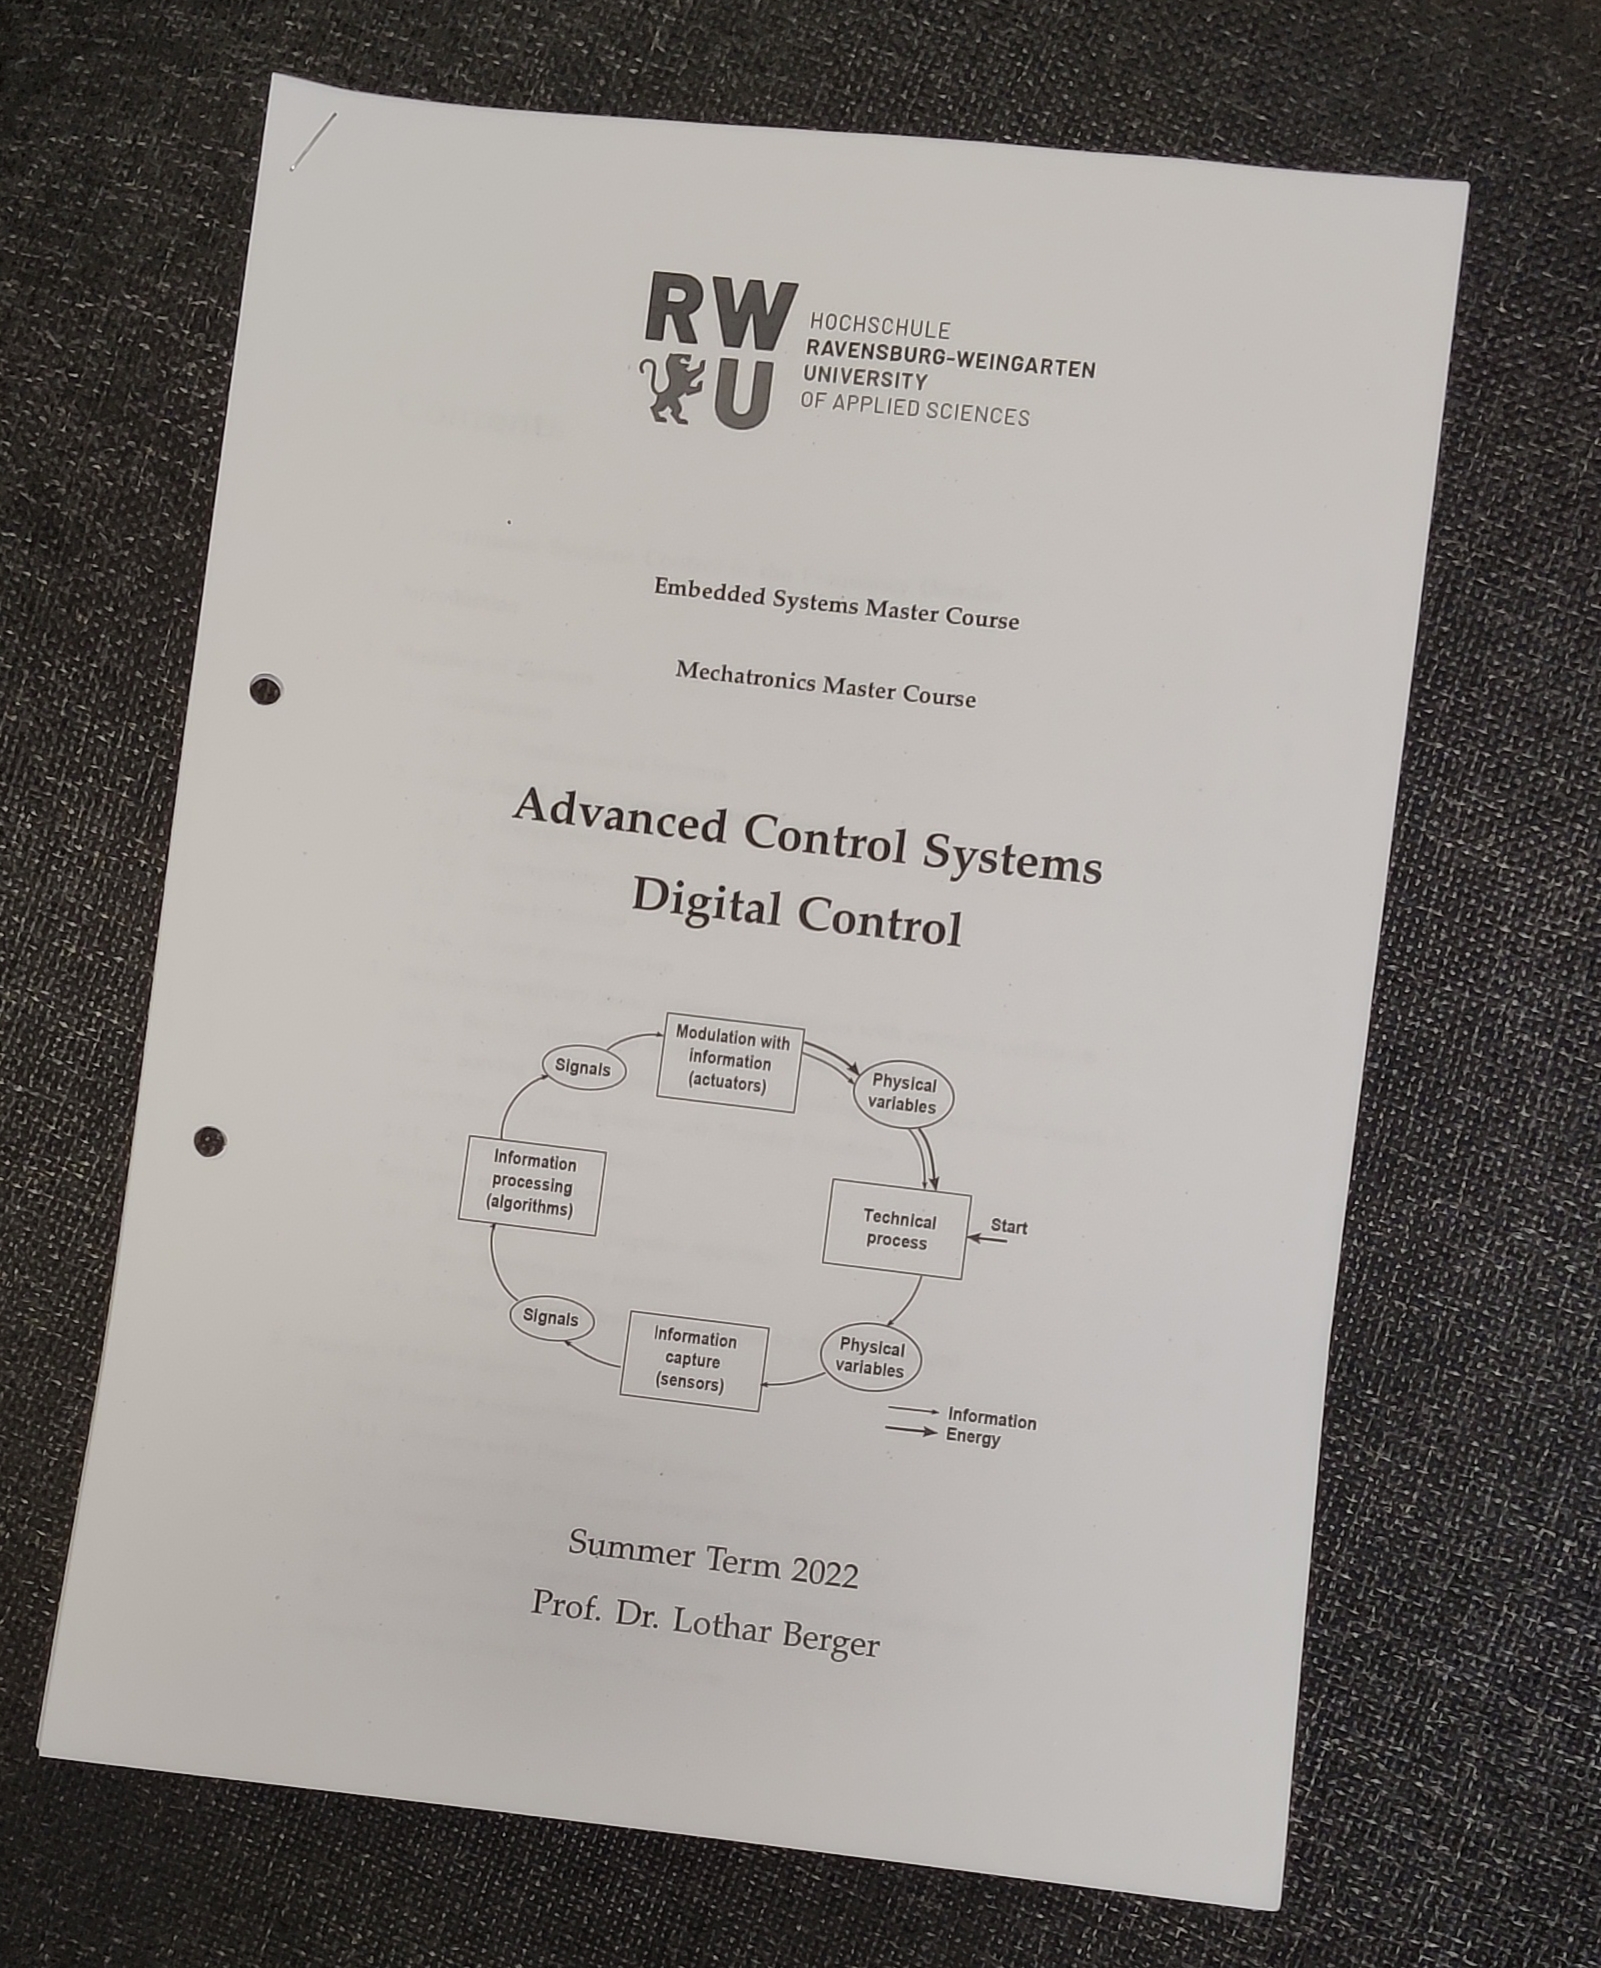 RW
U
HOCHSCHULE
RAVENSBURG-WEINGARTEN
UNIVERSITY
OF APPLIED SCIENCES
Embedded Systems Master Course
Mechatronics Master Course
Advanced Control Systems
Digital Control
Modulation with
information
(actuators)
Signals
Physical
variables
Information
processing
(algorithms)
Technical
process
Start
Signals
Information
capture
(sensors)
Physical
variables
Information
Energy
Summer Term 2022
Prof. Dr. Lothar Berger